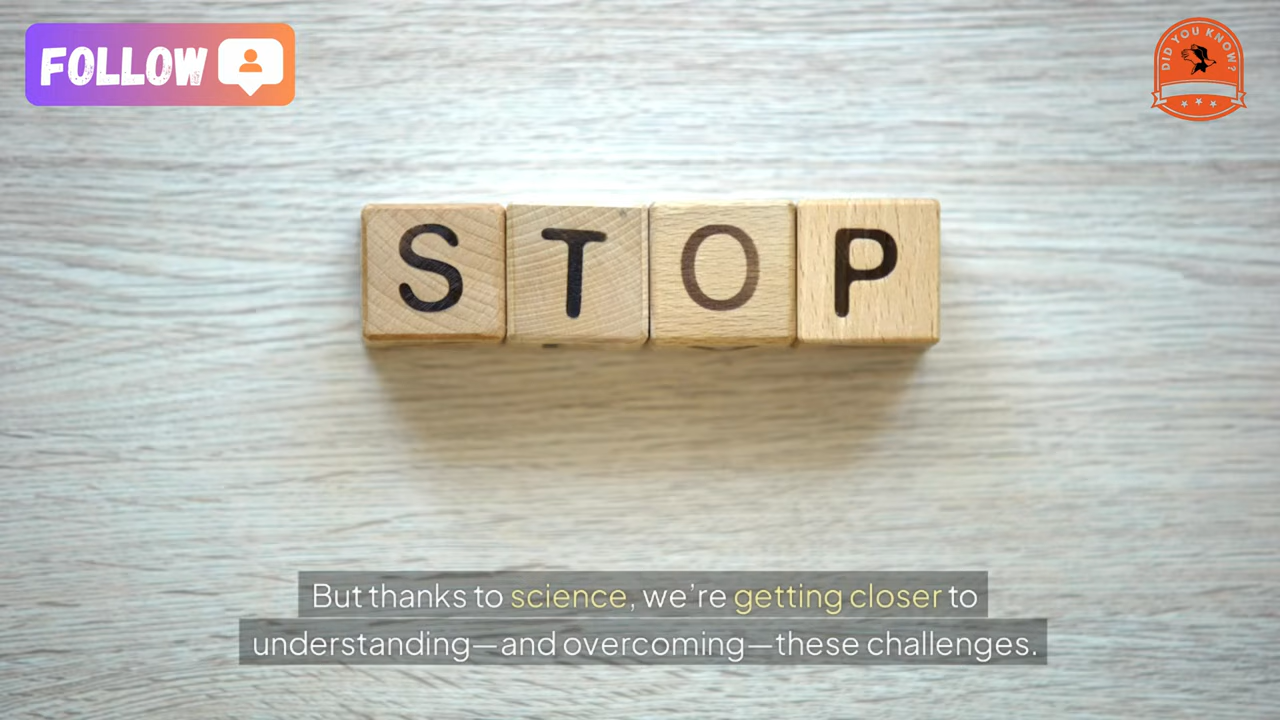 FOLLOW
DID YOU KNOW?
STOP
But thanks to science, we're getting closer to
understanding—and overcoming—these challenges.